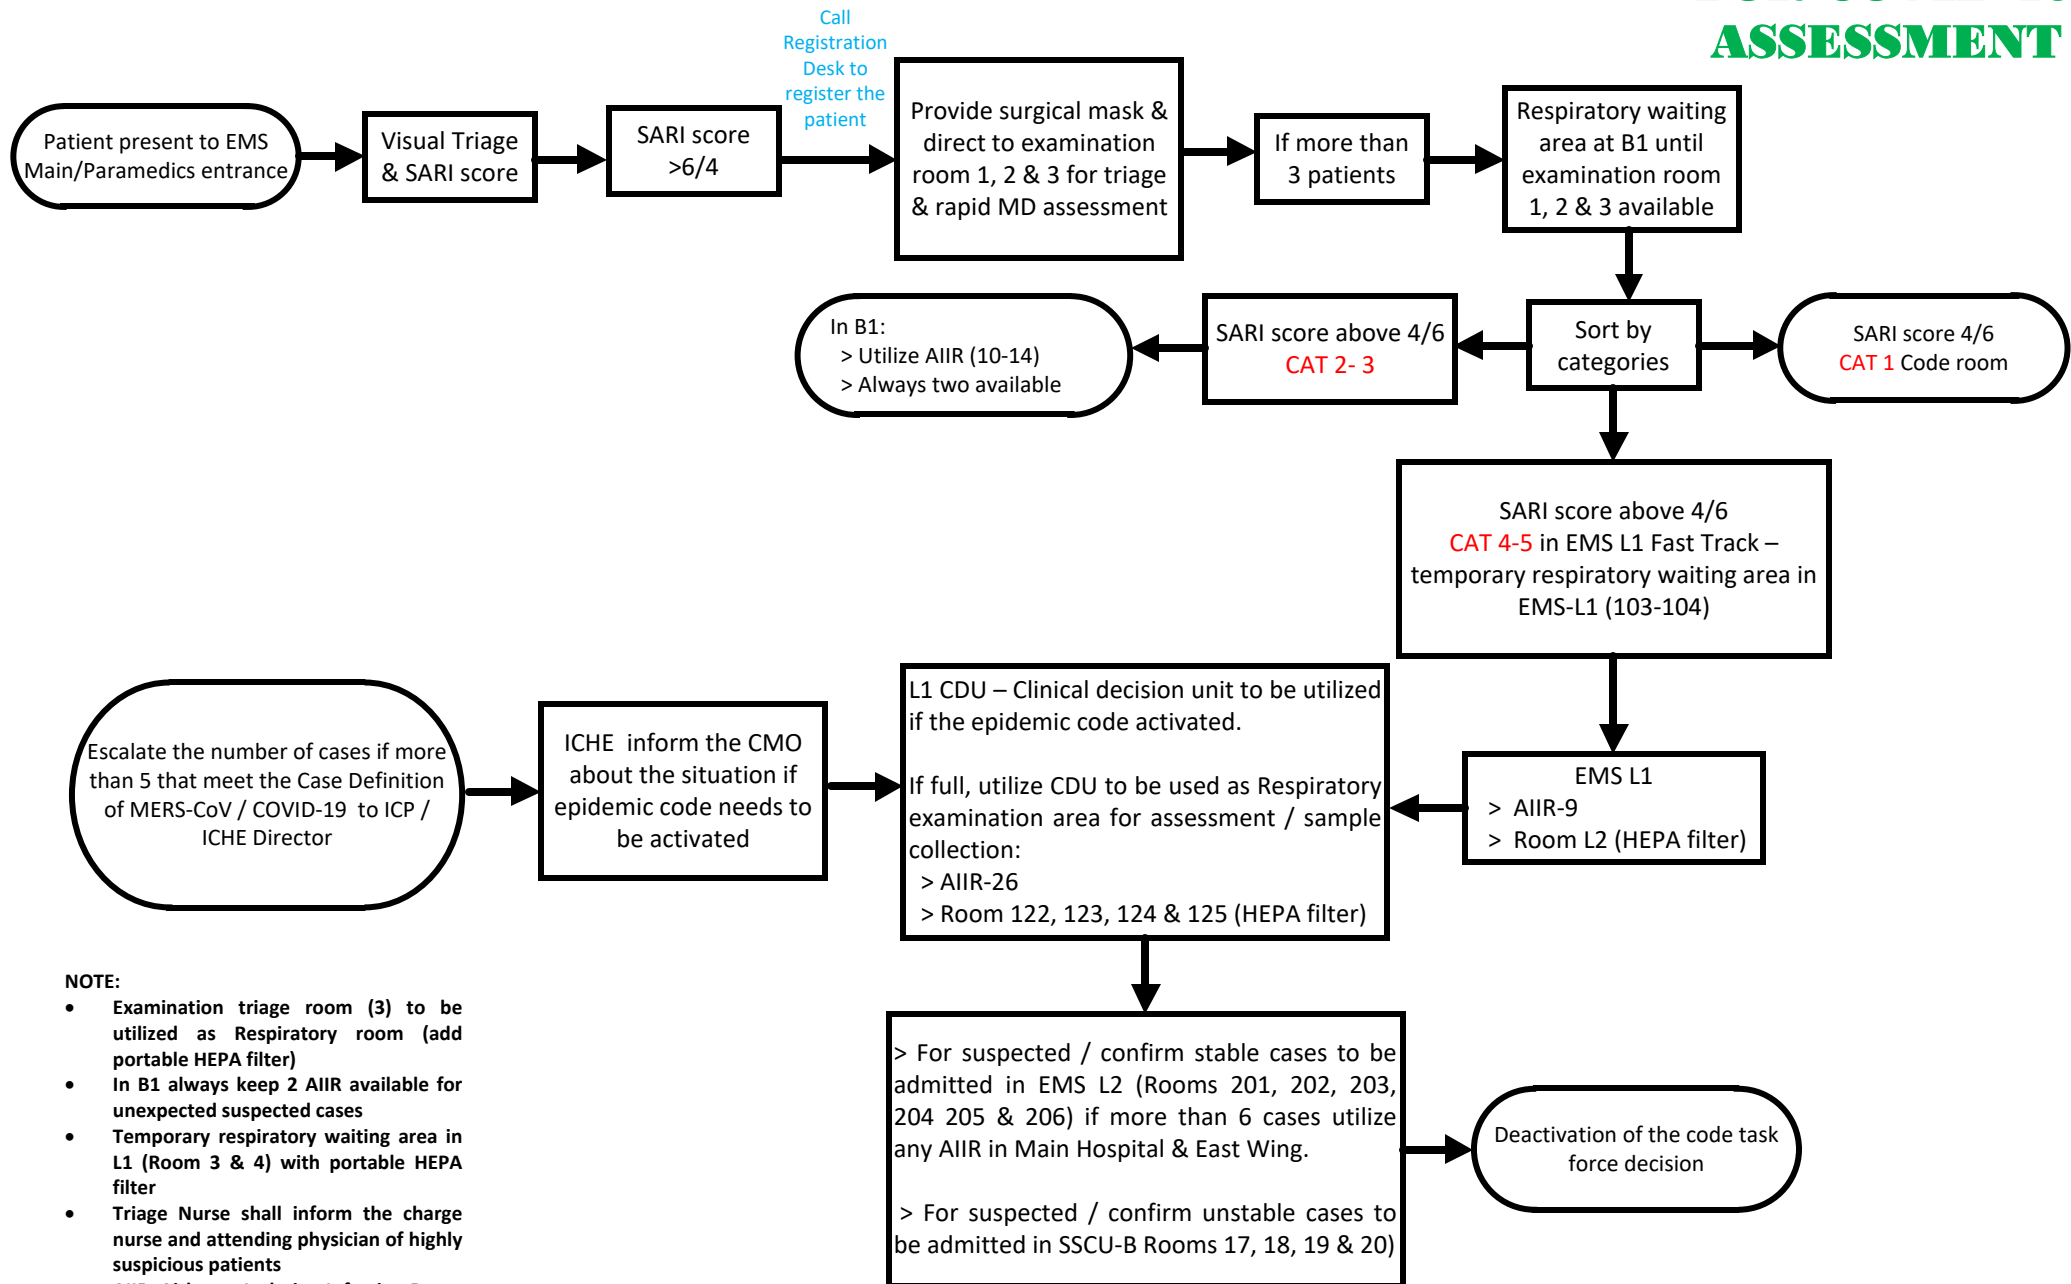 ASSESSMENT
Call
Registration
Desk to
register the
patient
Patient present to EMS
Main/Paramedics entrance
Visual Triage
& SARI score
SARI score
>6/4
Provide surgical mask &
direct to examination
room 1, 2 & 3 for triage
& rapid MD assessment
If more than
3 patients
Respiratory waiting
area at B1 until
examination room
1, 2 & 3 available
In B1:
> Utilize AIIR (10-14)
> Always two available
SARI score above 4/6
CAT 2- 3
Sort by
categories
SARI score 4/6
CAT 1 Code room
SARI score above 4/6
CAT 4-5 in EMS L1 Fast Track –
temporary respiratory waiting area in
EMS-L1 (103-104)
Escalate the number of cases if more
than 5 that meet the Case Definition
of MERS-CoV / COVID-19 to ICP /
ICHE Director
ICHE inform the CMO
about the situation if
epidemic code needs to
be activated
L1 CDU – Clinical decision unit to be utilized
if the epidemic code activated.
If full, utilize CDU to be used as Respiratory
examination area for assessment / sample
collection:
> AIIR-26
> Room 122, 123, 124 & 125 (HEPA filter)
EMS L1
> AIIR-9
> Room L2 (HEPA filter)
NOTE:
• Examination triage room (3) to be
utilized as Respiratory room (add
portable HEPA filter)
• In B1 always keep 2 AIIR available for
unexpected suspected cases
• Temporary respiratory waiting area in
L1 (Room 3 & 4) with portable HEPA
filter
• Triage Nurse shall inform the charge
nurse and attending physician of highly
suspicious patients
> For suspected / confirm stable cases to be
admitted in EMS L2 (Rooms 201, 202, 203,
204 205 & 206) if more than 6 cases utilize
any AIIR in Main Hospital & East Wing.
> For suspected / confirm unstable cases to
be admitted in SSCU-B Rooms 17, 18, 19 & 20)
Deactivation of the code task
force decision